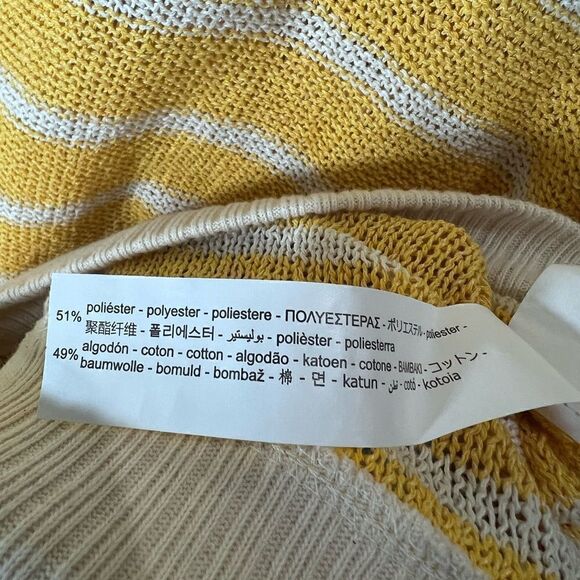 51% poliéster - polyester - poliestere - ΠΟΛΥΕΣΤΕΡΑΣ - ポリエステル - poliester -
聚酯纤维 - 폴리에스터 - بوليستير - polièster - poliesterra
49% algodón - coton - cotton - algodão - katoen - cotone - BAMBAKI - コットン -
baumwolle - bomuld - bombaž - 棉 - 면 - katun - قطن - cotó - kotoia